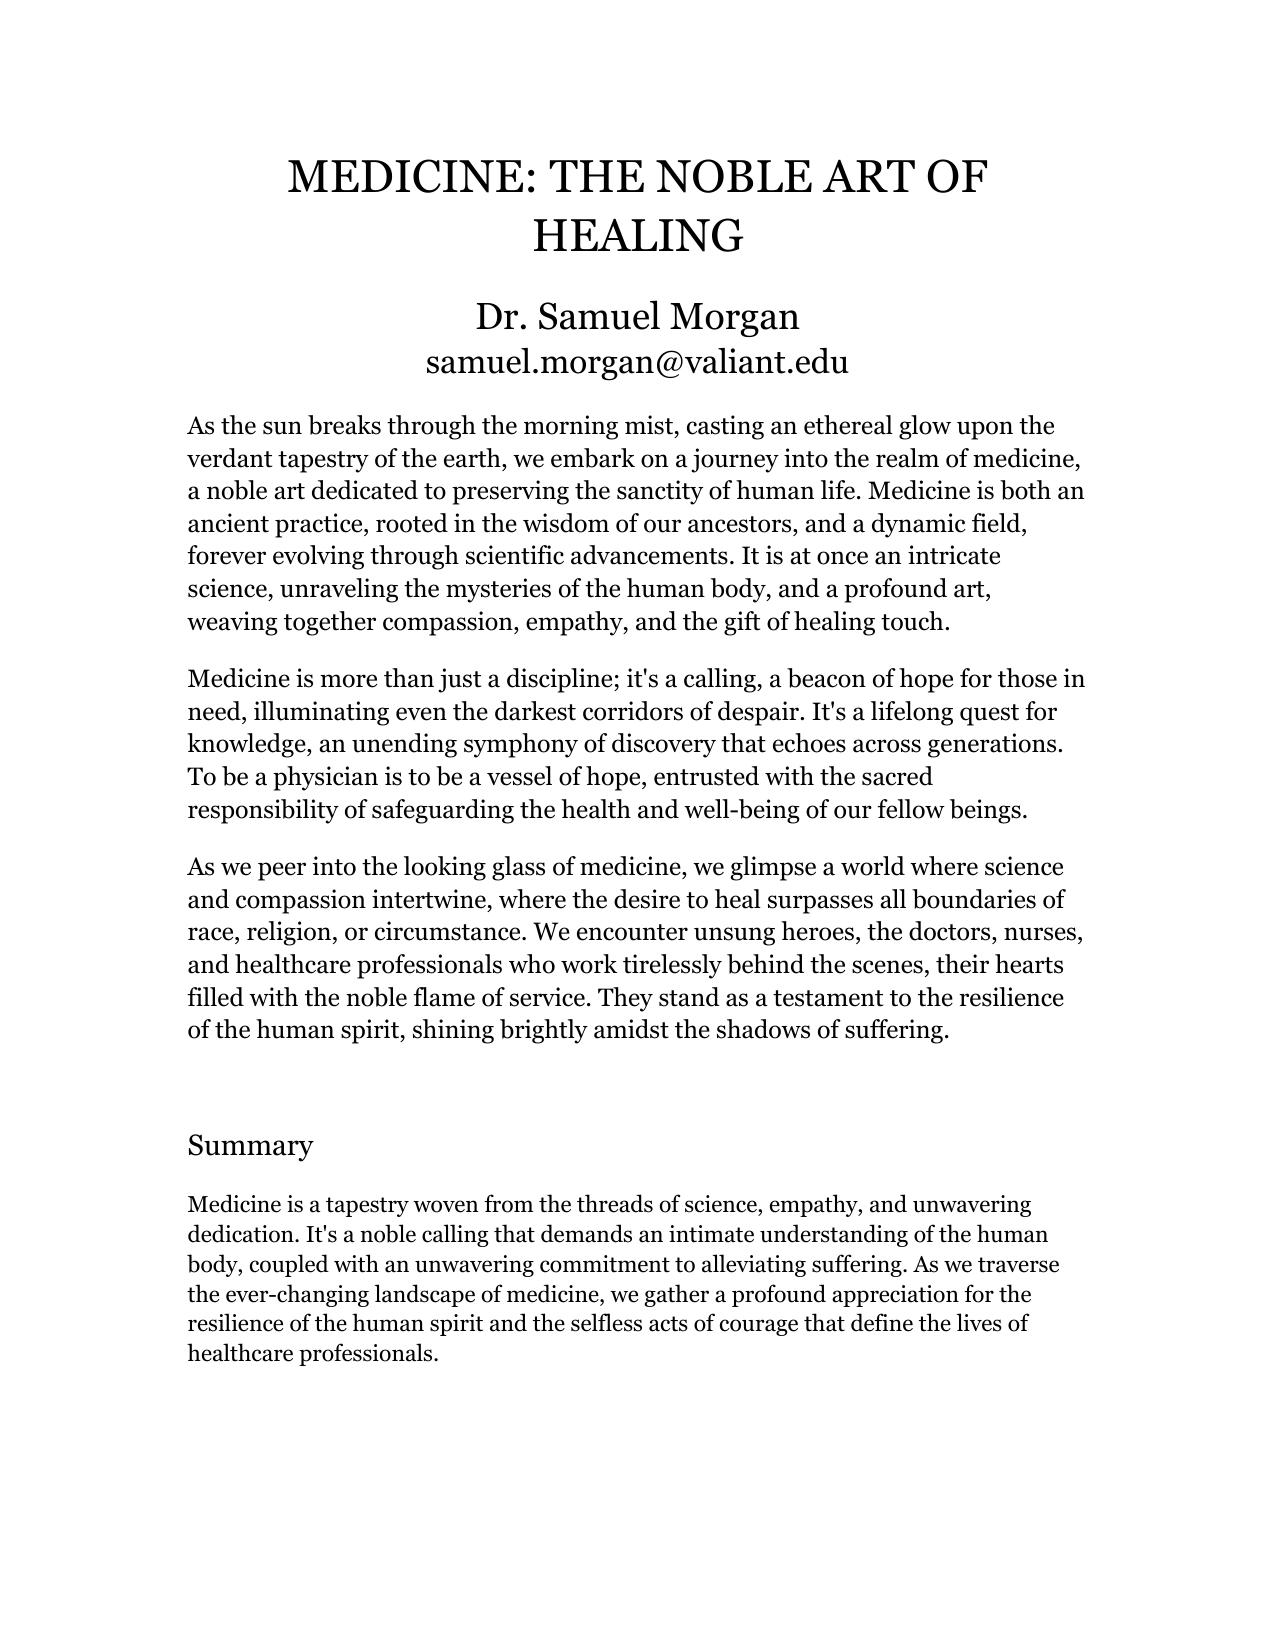 MEDICINE: THE NOBLE ART OF
HEALING
Dr. Samuel Morgan
samuel.morgan@valiant.edu
As the sun breaks through the morning mist, casting an ethereal glow upon the
verdant tapestry of the earth, we embark on a journey into the realm of medicine,
a noble art dedicated to preserving the sanctity of human life. Medicine is both an
ancient practice, rooted in the wisdom of our ancestors, and a dynamic field,
forever evolving through scientific advancements. It is at once an intricate
science, unraveling the mysteries of the human body, and a profound art,
weaving together compassion, empathy, and the gift of healing touch.
Medicine is more than just a discipline; it's a calling, a beacon of hope for those in
need, illuminating even the darkest corridors of despair. It's a lifelong quest for
knowledge, an unending symphony of discovery that echoes across generations.
To be a physician is to be a vessel of hope, entrusted with the sacred
responsibility of safeguarding the health and well-being of our fellow beings.
As we peer into the looking glass of medicine, we glimpse a world where science
and compassion intertwine, where the desire to heal surpasses all boundaries of
race, religion, or circumstance. We encounter unsung heroes, the doctors, nurses,
and healthcare professionals who work tirelessly behind the scenes, their hearts
filled with the noble flame of service. They stand as a testament to the resilience
of the human spirit, shining brightly amidst the shadows of suffering.
Summary
Medicine is a tapestry woven from the threads of science, empathy, and unwavering
dedication. It's a noble calling that demands an intimate understanding of the human
body, coupled with an unwavering commitment to alleviating suffering. As we traverse
the ever-changing landscape of medicine, we gather a profound appreciation for the
resilience of the human spirit and the selfless acts of courage that define the lives of
healthcare professionals.